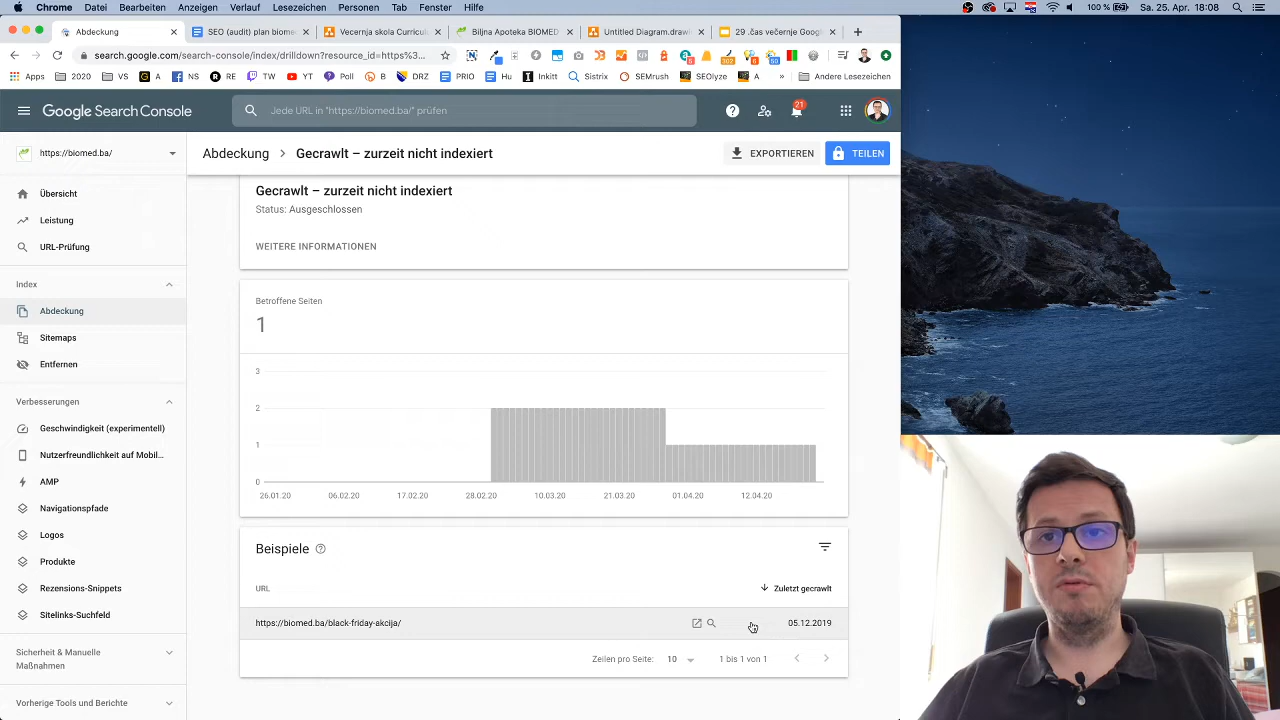 Chrome Datei Bearbeiten Anzeigen Verlauf Lesezeichen Personen Tab Fenster Hilfe 100 % Sa. 25. Apr. 18:08
Abdeckung SEO (audit) plan biome Vecernja skola Curricul Biljna Apoteka BIOMED Untitled Diagram.draw 29 .čas večernje Goog
search.google.com/search-console/index/drilldown?resource_id=https%...
Apps 2020 VS A NS RE TW YT Poll B DRZ PRIO Hu Inkitt Sistrix SEMrush SEOlyze A » Andere Lesezeichen
Google Search Console Jede URL in "https://biomed.ba/" prüfen 21
https://biomed.ba/
Abdeckung > Gecrawlt – zurzeit nicht indexiert EXPORTIEREN TEILEN
Übersicht
Leistung
URL-Prüfung
Index
Abdeckung
Sitemaps
Entfernen
Verbesserungen
Geschwindigkeit (experimentell)
Nutzerfreundlichkeit auf Mobil...
AMP
Navigationspfade
Logos
Produkte
Rezensions-Snippets
Sitelinks-Suchfeld
Sicherheit & Manuelle
Maßnahmen
Vorherige Tools und Berichte
Gecrawlt – zurzeit nicht indexiert
Status: Ausgeschlossen
WEITERE INFORMATIONEN
Betroffene Seiten
1
3
2
1
0
26.01.20 06.02.20 17.02.20 28.02.20 10.03.20 21.03.20 01.04.20 12.04.20
Beispiele
URL Zuletzt gecrawlt
https://biomed.ba/black-friday-akcija/ 05.12.2019
Zeilen pro Seite: 10 1 bis 1 von 1